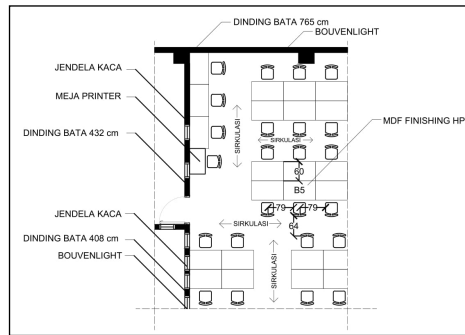 DINDING BATA 765 cm
BOUVENLIGHT
JENDELA KACA
MEJA PRINTER
DINDING BATA 432 cm
MDF FINISHING HP
SIRKULASI
SIRKULASI
60
B5
79
79
64
SIRKULASI
SIRKULASI
JENDELA KACA
DINDING BATA 408 cm
BOUVENLIGHT